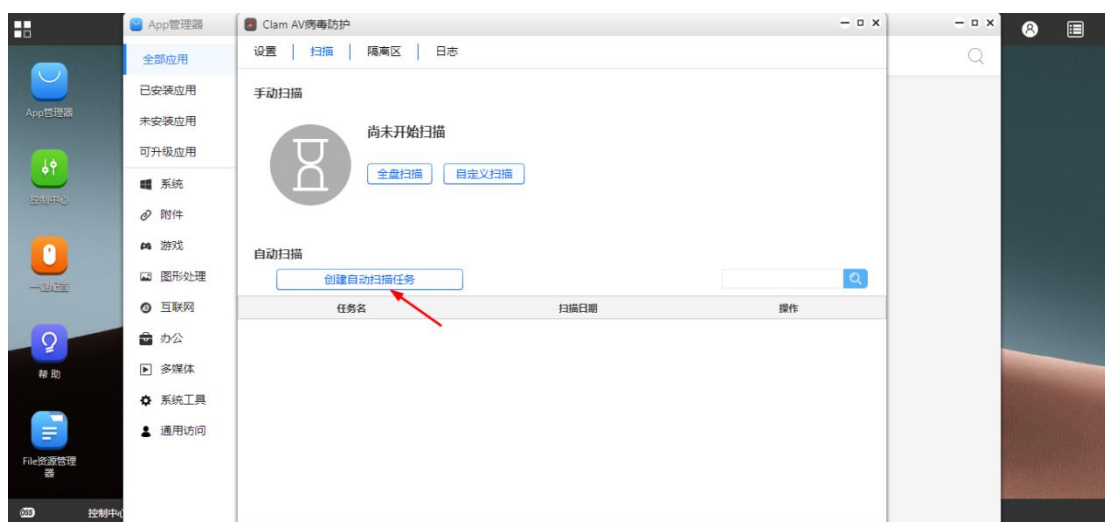 App管理器
控制中心
一键配置
帮 助
File资源管理
器
控制中心
App管理器
全部应用
已安装应用
未安装应用
可升级应用
系统
附件
游戏
图形处理
互联网
办公
多媒体
系统工具
通用访问
Clam AV病毒防护
设置
扫描
隔离区
日志
手动扫描
尚未开始扫描
全盘扫描
自定义扫描
自动扫描
创建自动扫描任务
任务名
扫描日期
操作